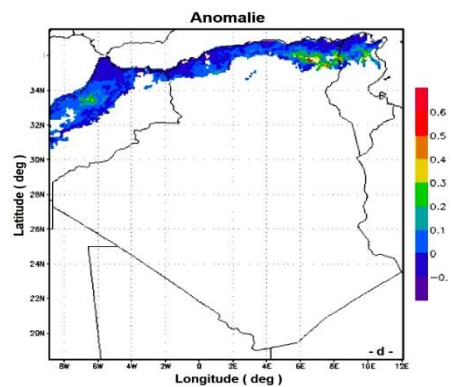 Anomalie
Latitude ( deg )
34N
32N
30N
28N
26N
24N
22N
20N
8W 6W 4W 2W 0 2E 4E 6E 8E 10E 12E
Longitude ( deg )
- d -
0.6
0.5
0.4
0.3
0.2
0.1
0